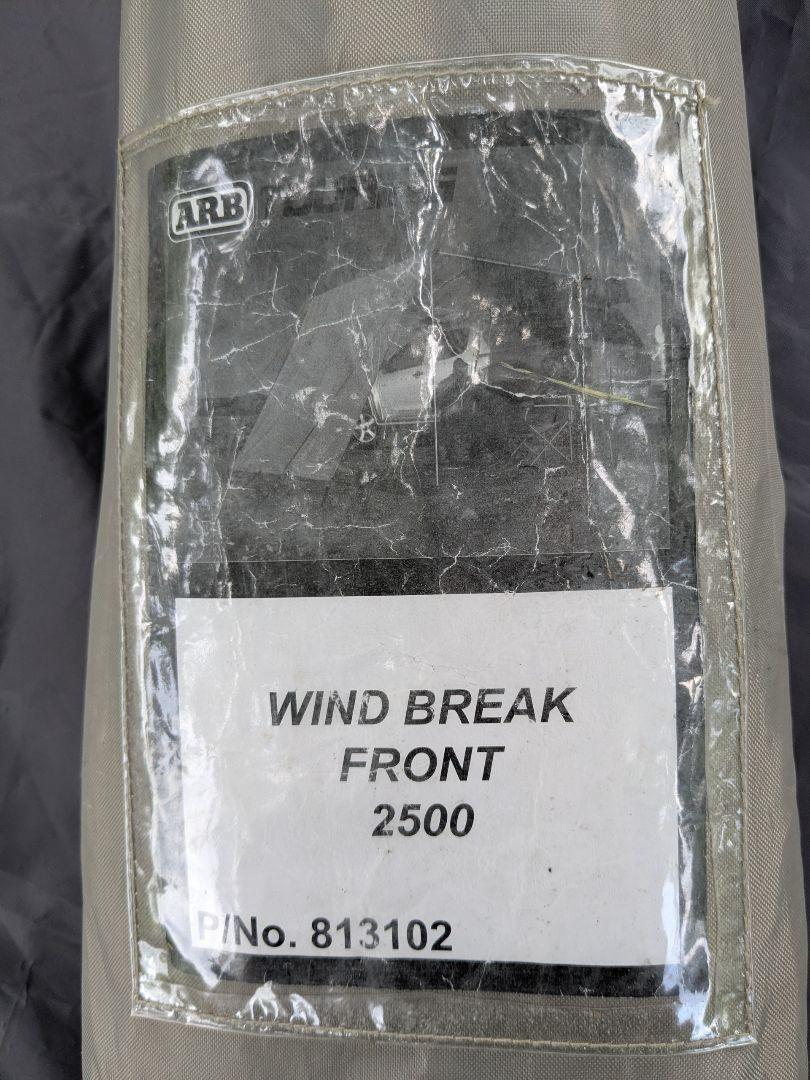 ARB
WIND BREAK
FRONT
2500
P/No. 813102